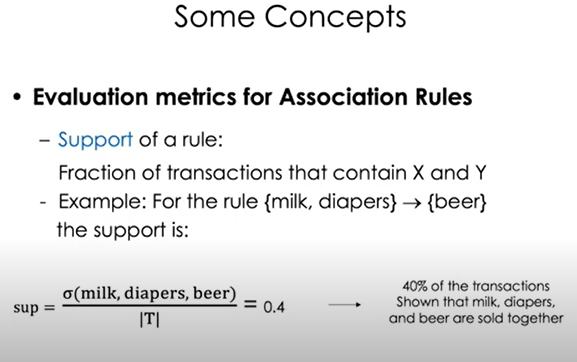 Some Concepts
• Evaluation metrics for Association Rules
– Support of a rule:
Fraction of transactions that contain X and Y
- Example: For the rule {milk, diapers} → {beer}
the support is:
sup = σ(milk, diapers, beer) / |T| = 0.4
40% of the transactions
Shown that milk, diapers,
and beer are sold together